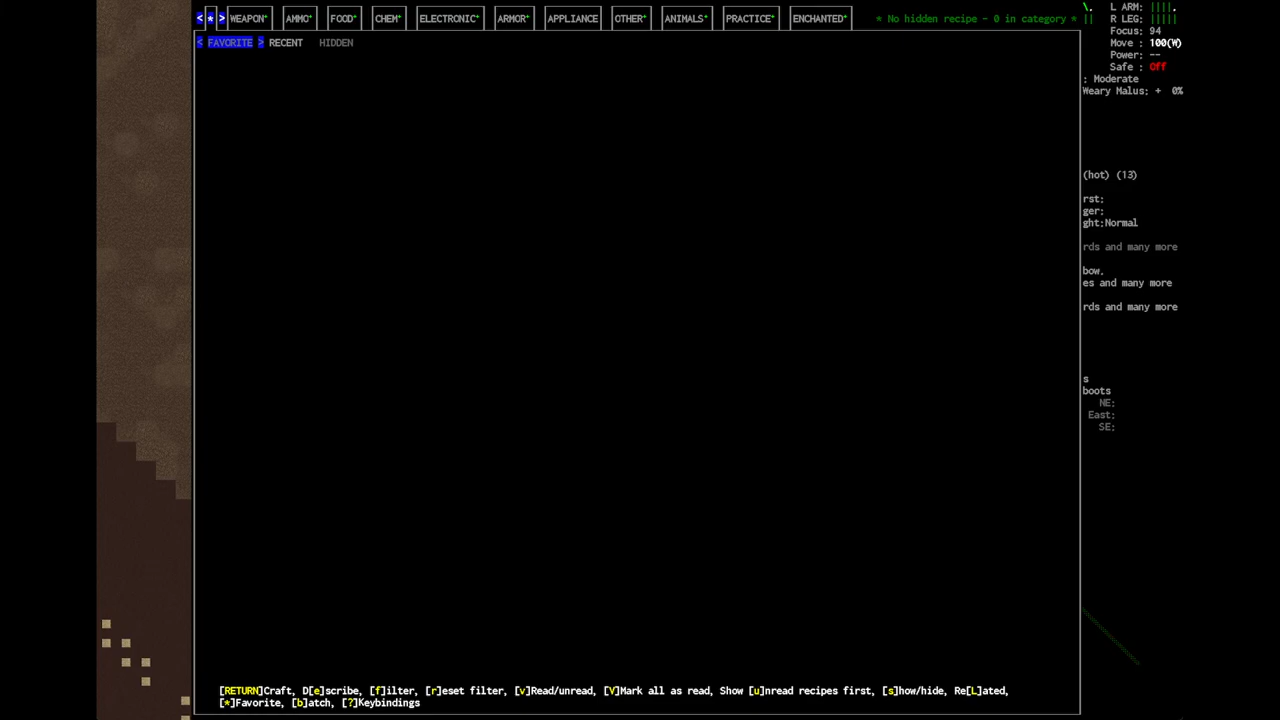 < * > WEAPON* AMMO* FOOD* CHEM* ELECTRONIC* ARMOR* APPLIANCE OTHER* ANIMALS* PRACTICE* ENCHANTED* * No hidden recipe - 0 in category *
< FAVORITE > RECENT HIDDEN
\. L ARM: ||||.
|| R LEG: |||||
Focus: 94
Move : 100(W)
Power: --
Safe : Off
: Moderate
Weary Malus: + 0%
(hot) (13)
rst:
ger:
ght:Normal
rds and many more
bow.
es and many more
rds and many more
s
boots
NE:
East:
SE:
[RETURN]Craft, D[e]scribe, [f]ilter, [r]eset filter, [v]Read/unread, [V]Mark all as read, Show [u]nread recipes first, [s]how/hide, Re[L]ated,
[*]Favorite, [b]atch, [?]Keybindings